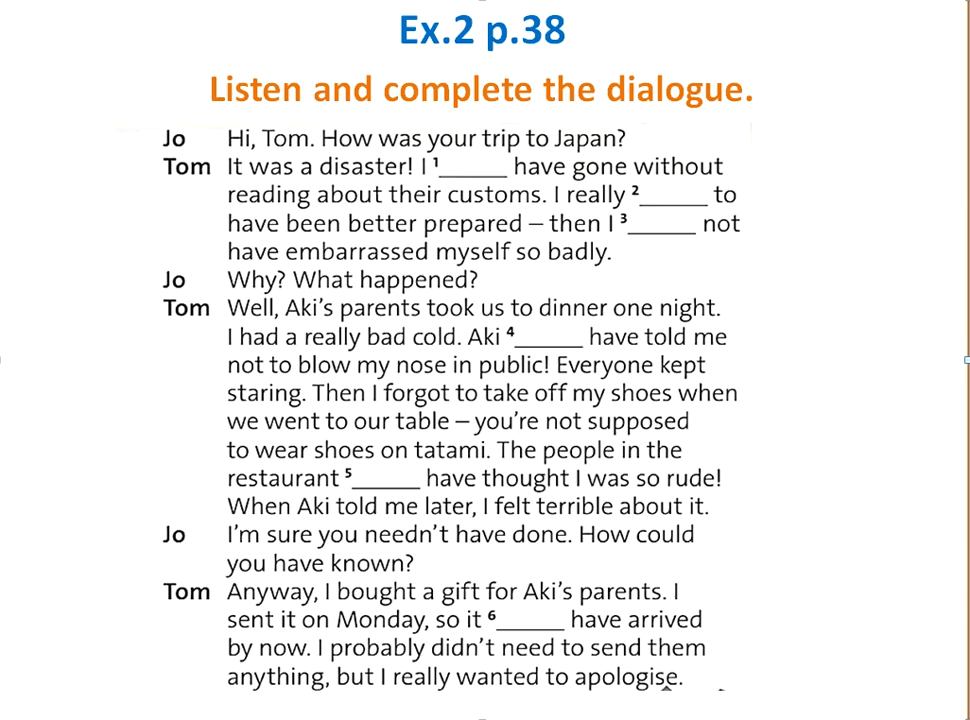 Ex.2 p.38
Listen and complete the dialogue.
Jo Hi, Tom. How was your trip to Japan?
Tom It was a disaster! I ¹_____ have gone without
reading about their customs. I really ²_____ to
have been better prepared – then I ³_____ not
have embarrassed myself so badly.
Jo Why? What happened?
Tom Well, Aki's parents took us to dinner one night.
I had a really bad cold. Aki ⁴_____ have told me
not to blow my nose in public! Everyone kept
staring. Then I forgot to take off my shoes when
we went to our table – you're not supposed
to wear shoes on tatami. The people in the
restaurant ⁵_____ have thought I was so rude!
When Aki told me later, I felt terrible about it.
Jo I'm sure you needn't have done. How could
you have known?
Tom Anyway, I bought a gift for Aki's parents. I
sent it on Monday, so it ⁶_____ have arrived
by now. I probably didn't need to send them
anything, but I really wanted to apologise.